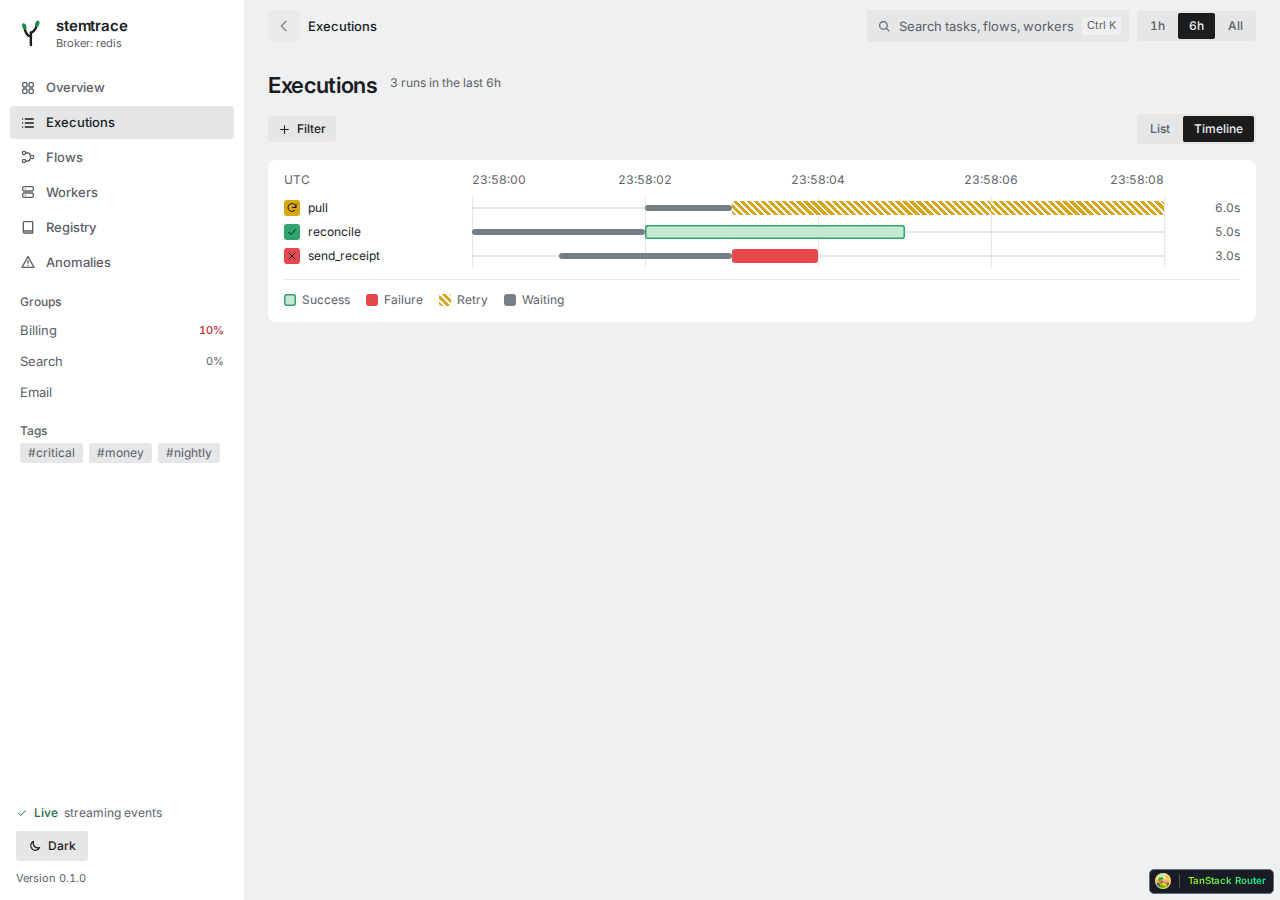 stemtrace
Broker: redis
Overview
Executions
Flows
Workers
Registry
Anomalies
Groups
Billing 10%
Search 0%
Email
Tags
#critical #money #nightly
Live streaming events
Dark
Version 0.1.0
Executions
Search tasks, flows, workers Ctrl K
1h 6h All
Executions 3 runs in the last 6h
Filter
List Timeline
UTC 23:58:00 23:58:02 23:58:04 23:58:06 23:58:08
pull 6.0s
reconcile 5.0s
send_receipt 3.0s
Success Failure Retry Waiting
TanStack Router